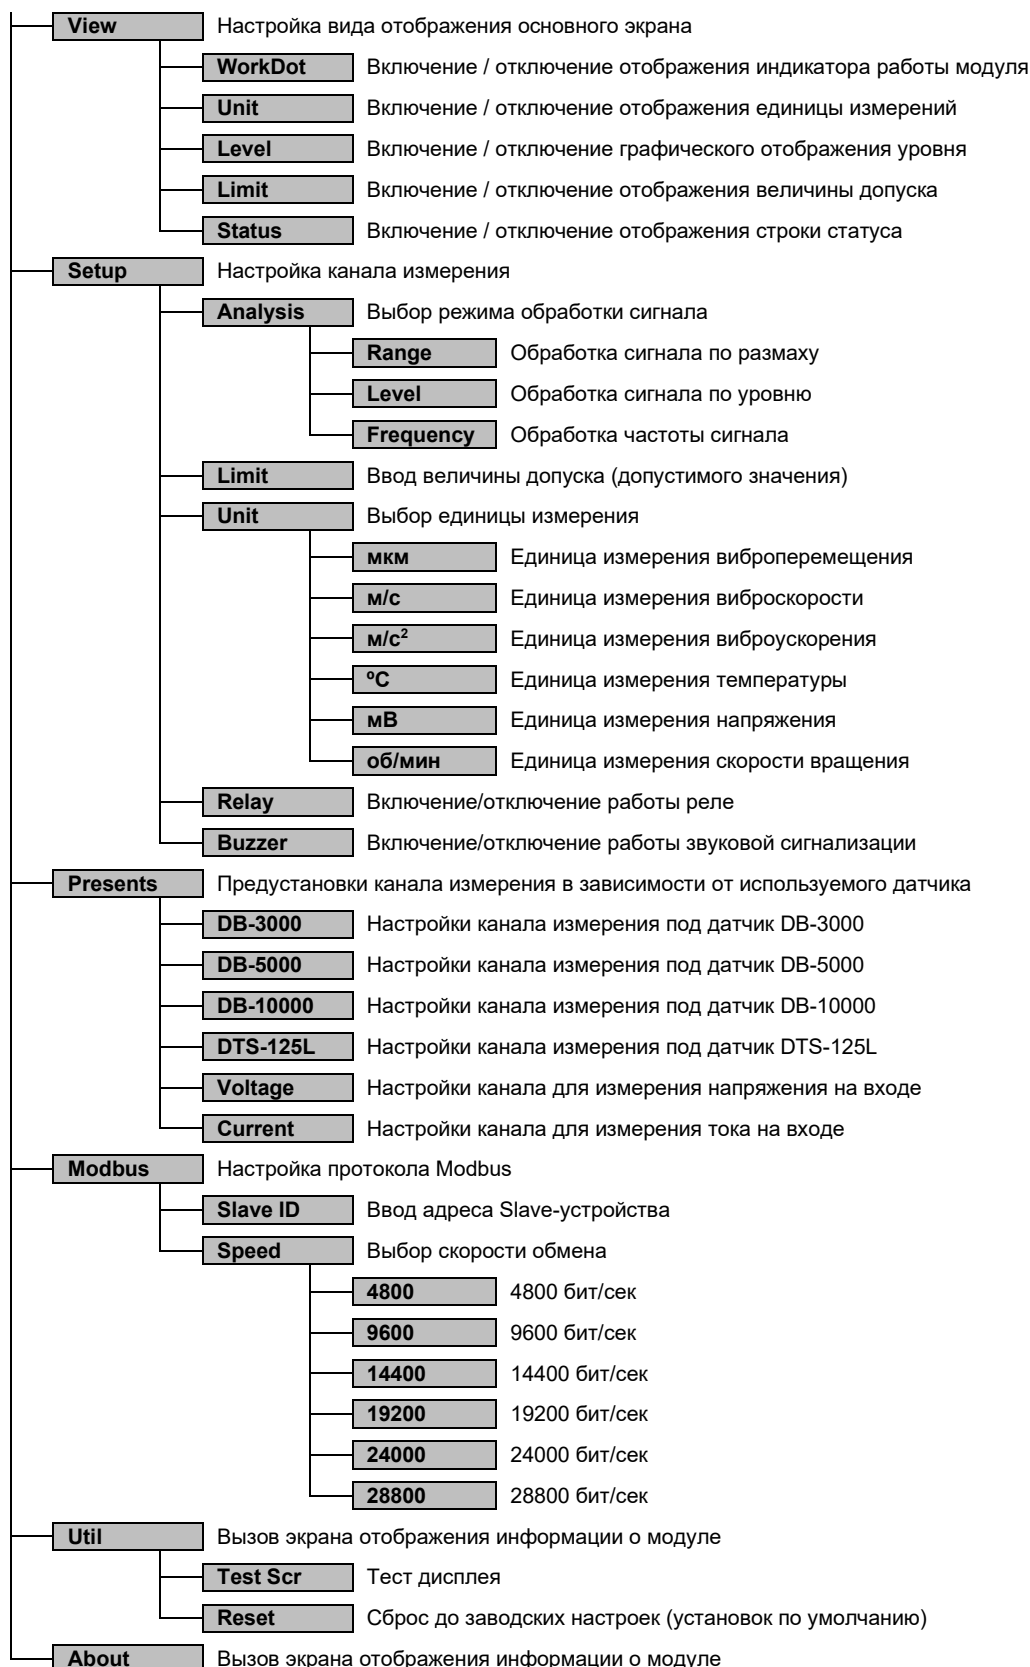 View Настройка вида отображения основного экрана
WorkDot Включение / отключение отображения индикатора работы модуля
Unit Включение / отключение отображения единицы измерений
Level Включение / отключение графического отображения уровня
Limit Включение / отключение отображения величины допуска
Status Включение / отключение отображения строки статуса
Setup Настройка канала измерения
Analysis Выбор режима обработки сигнала
Range Обработка сигнала по размаху
Level Обработка сигнала по уровню
Frequency Обработка частоты сигнала
Limit Ввод величины допуска (допустимого значения)
Unit Выбор единицы измерения
мкм Единица измерения виброперемещения
м/с Единица измерения виброскорости
м/с² Единица измерения виброускорения
ºC Единица измерения температуры
мВ Единица измерения напряжения
об/мин Единица измерения скорости вращения
Relay Включение/отключение работы реле
Buzzer Включение/отключение работы звуковой сигнализации
Presents Предустановки канала измерения в зависимости от используемого датчика
DB-3000 Настройки канала измерения под датчик DB-3000
DB-5000 Настройки канала измерения под датчик DB-5000
DB-10000 Настройки канала измерения под датчик DB-10000
DTS-125L Настройки канала измерения под датчик DTS-125L
Voltage Настройки канала для измерения напряжения на входе
Current Настройки канала для измерения тока на входе
Modbus Настройка протокола Modbus
Slave ID Ввод адреса Slave-устройства
Speed Выбор скорости обмена
4800 4800 бит/сек
9600 9600 бит/сек
14400 14400 бит/сек
19200 19200 бит/сек
24000 24000 бит/сек
28800 28800 бит/сек
Util Вызов экрана отображения информации о модуле
Test Scr Тест дисплея
Reset Сброс до заводских настроек (установок по умолчанию)
About Вызов экрана отображения информации о модуле